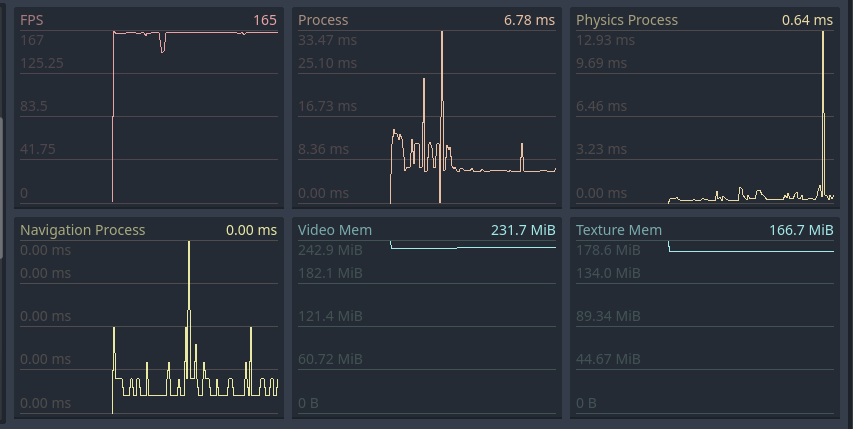 FPS 165
167
125.25
83.5
41.75
0
Process 6.78 ms
33.47 ms
25.10 ms
16.73 ms
8.36 ms
0.00 ms
Physics Process 0.64 ms
12.93 ms
9.69 ms
6.46 ms
3.23 ms
0.00 ms
Navigation Process 0.00 ms
0.00 ms
0.00 ms
0.00 ms
0.00 ms
0.00 ms
Video Mem 231.7 MiB
242.9 MiB
182.1 MiB
121.4 MiB
60.72 MiB
0 B
Texture Mem 166.7 MiB
178.6 MiB
134.0 MiB
89.34 MiB
44.67 MiB
0 B